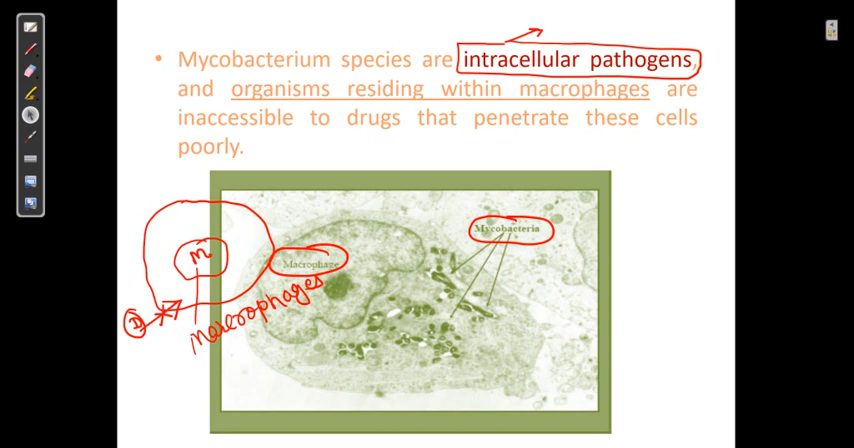 • Mycobacterium species are intracellular pathogens,
and organisms residing within macrophages are
inaccessible to drugs that penetrate these cells
poorly.
Mycobacteria
Macrophage
m
macrophages
D